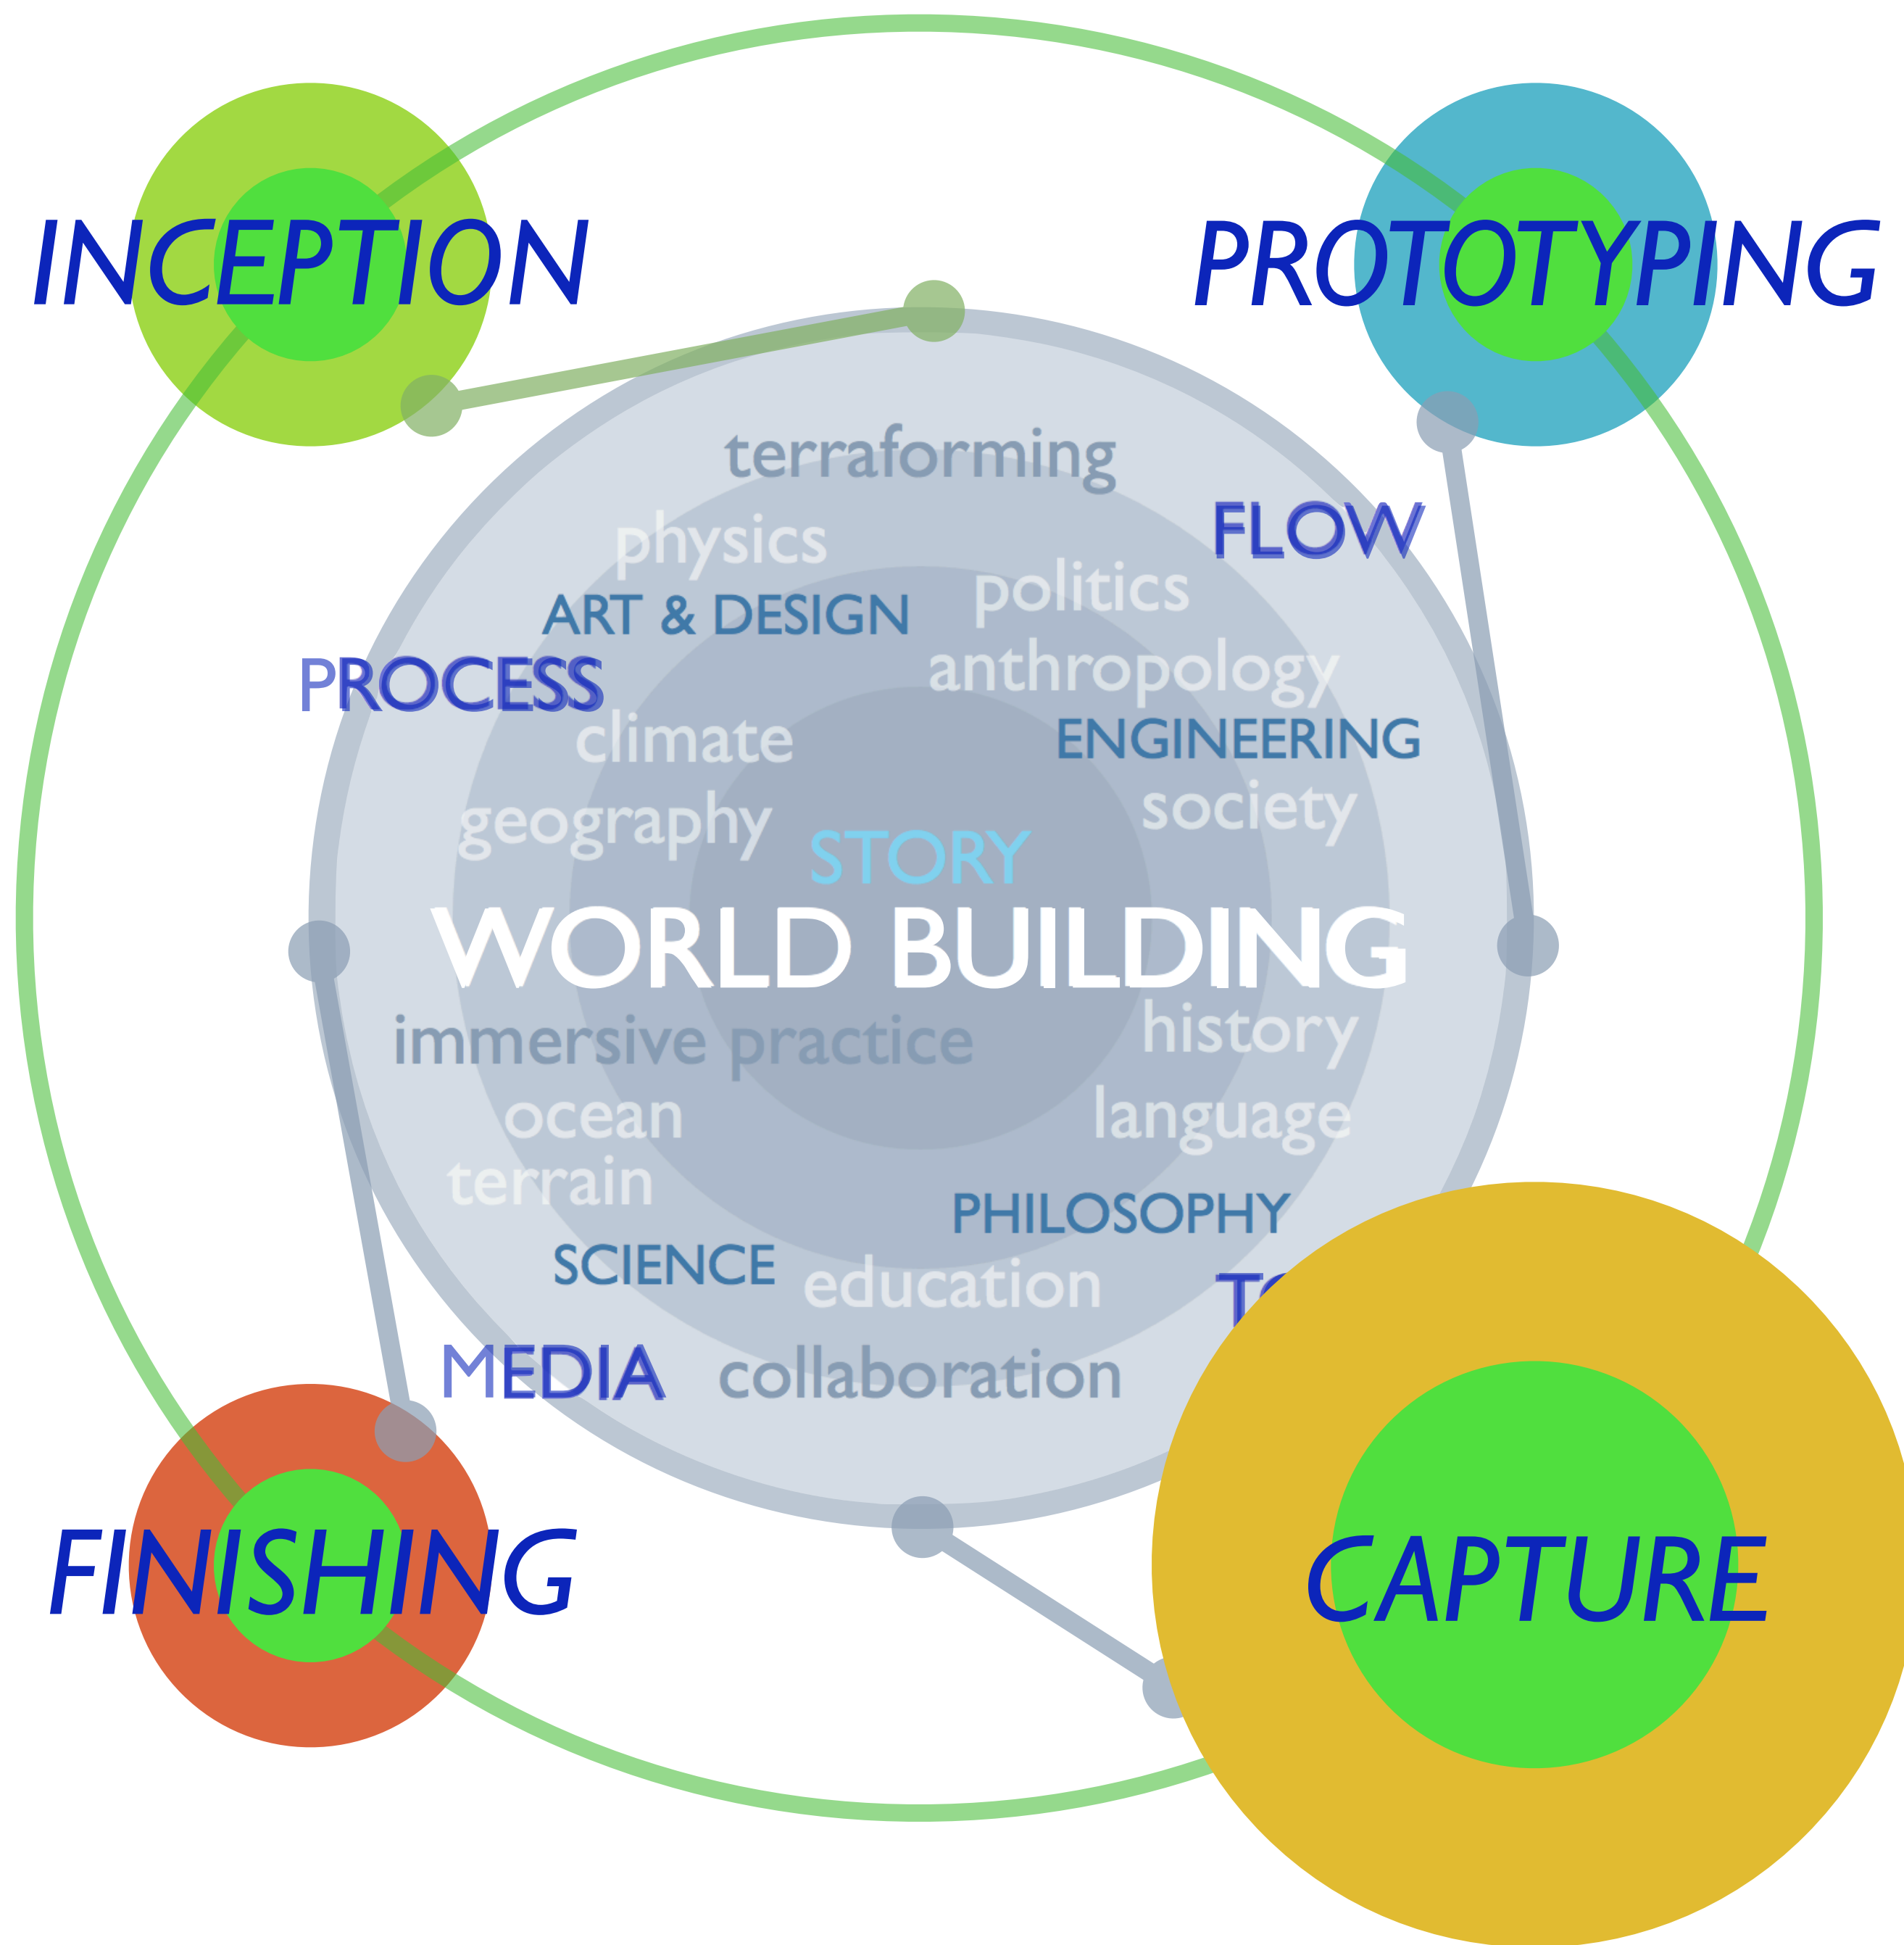 INCEPTION
PROTOTYPING
terraforming
FLOW
physics
politics
ART & DESIGN
anthropology
PROCESS
climate
ENGINEERING
geography
society
STORY
WORLD BUILDING
immersive practice
history
ocean
language
terrain
PHILOSOPHY
SCIENCE
education
MEDIA
collaboration
FINISHING
CAPTURE